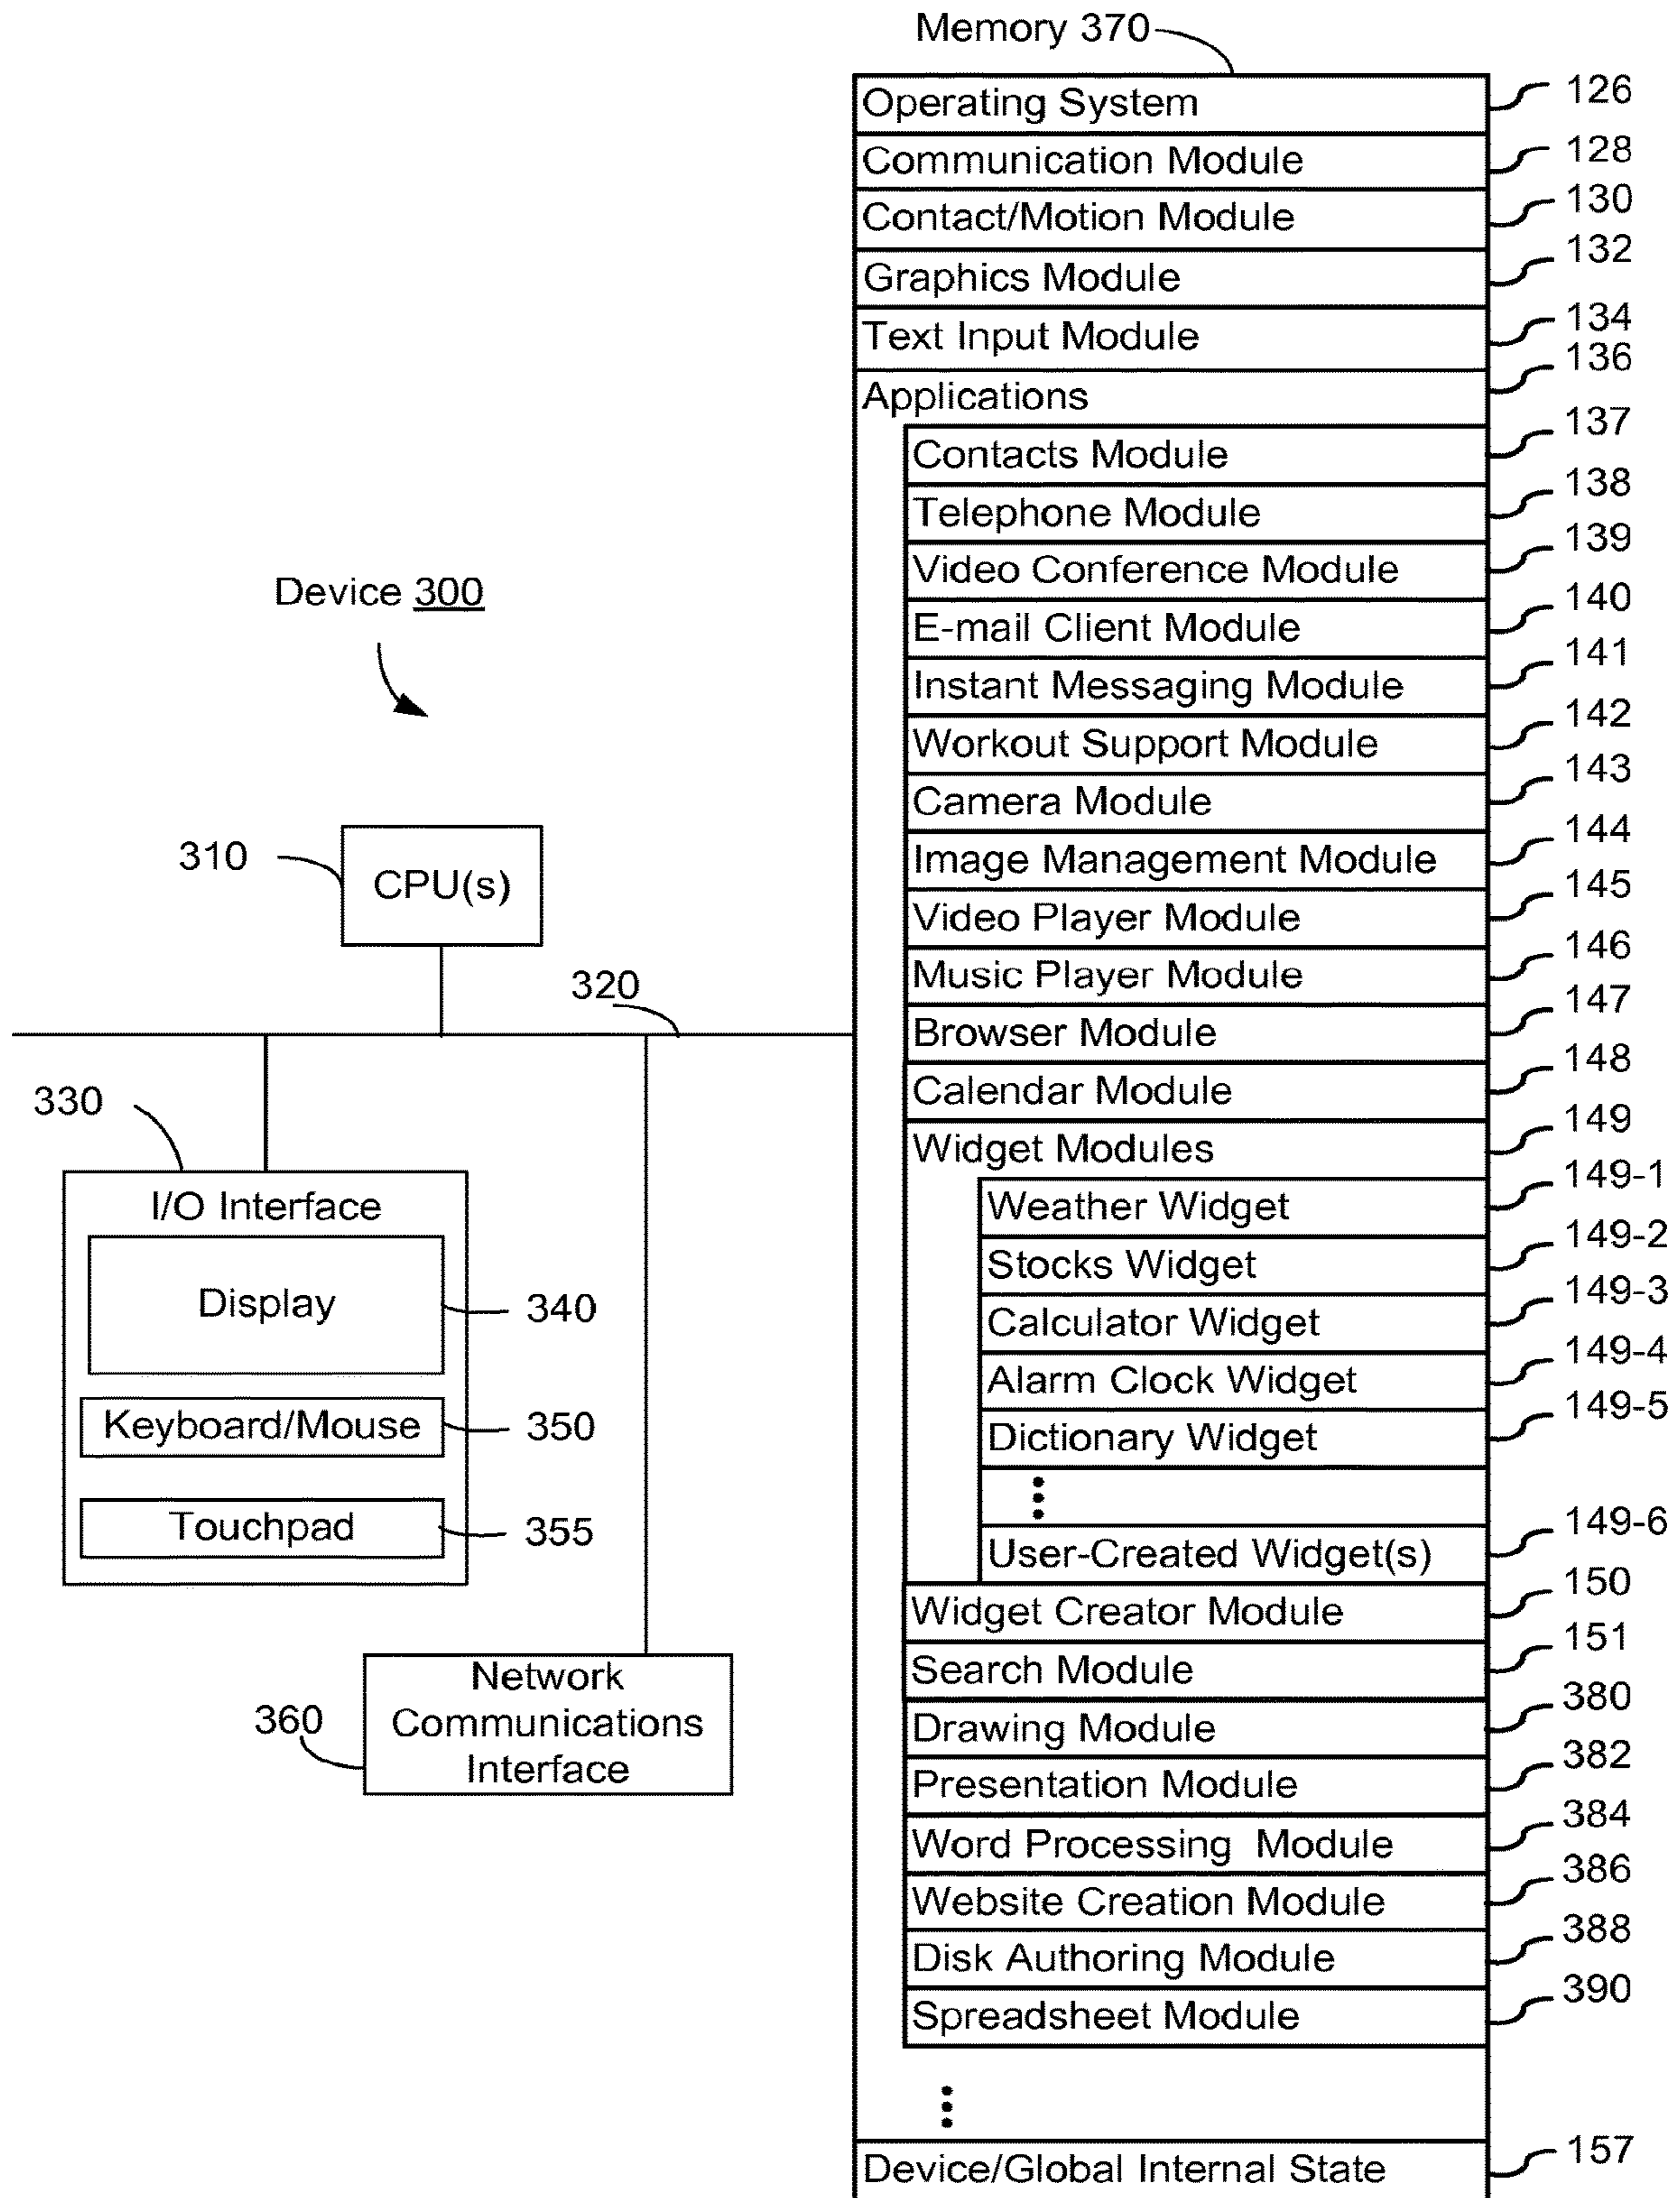 Memory 370
Operating System 126
Communication Module 128
Contact/Motion Module 130
Graphics Module 132
Text Input Module 134
Applications 136
Contacts Module 137
Telephone Module 138
Video Conference Module 139
E-mail Client Module 140
Instant Messaging Module 141
Workout Support Module 142
Camera Module 143
Image Management Module 144
Video Player Module 145
Music Player Module 146
Browser Module 147
Calendar Module 148
Widget Modules 149
Weather Widget 149-1
Stocks Widget 149-2
Calculator Widget 149-3
Alarm Clock Widget 149-4
Dictionary Widget 149-5
User-Created Widget(s) 149-6
Widget Creator Module 150
Search Module 151
Drawing Module 380
Presentation Module 382
Word Processing Module 384
Website Creation Module 386
Disk Authoring Module 388
Spreadsheet Module 390
Device/Global Internal State 157
Device 300
310
CPU(s)
320
330
I/O Interface
Display 340
Keyboard/Mouse 350
Touchpad 355
360
Network
Communications
Interface